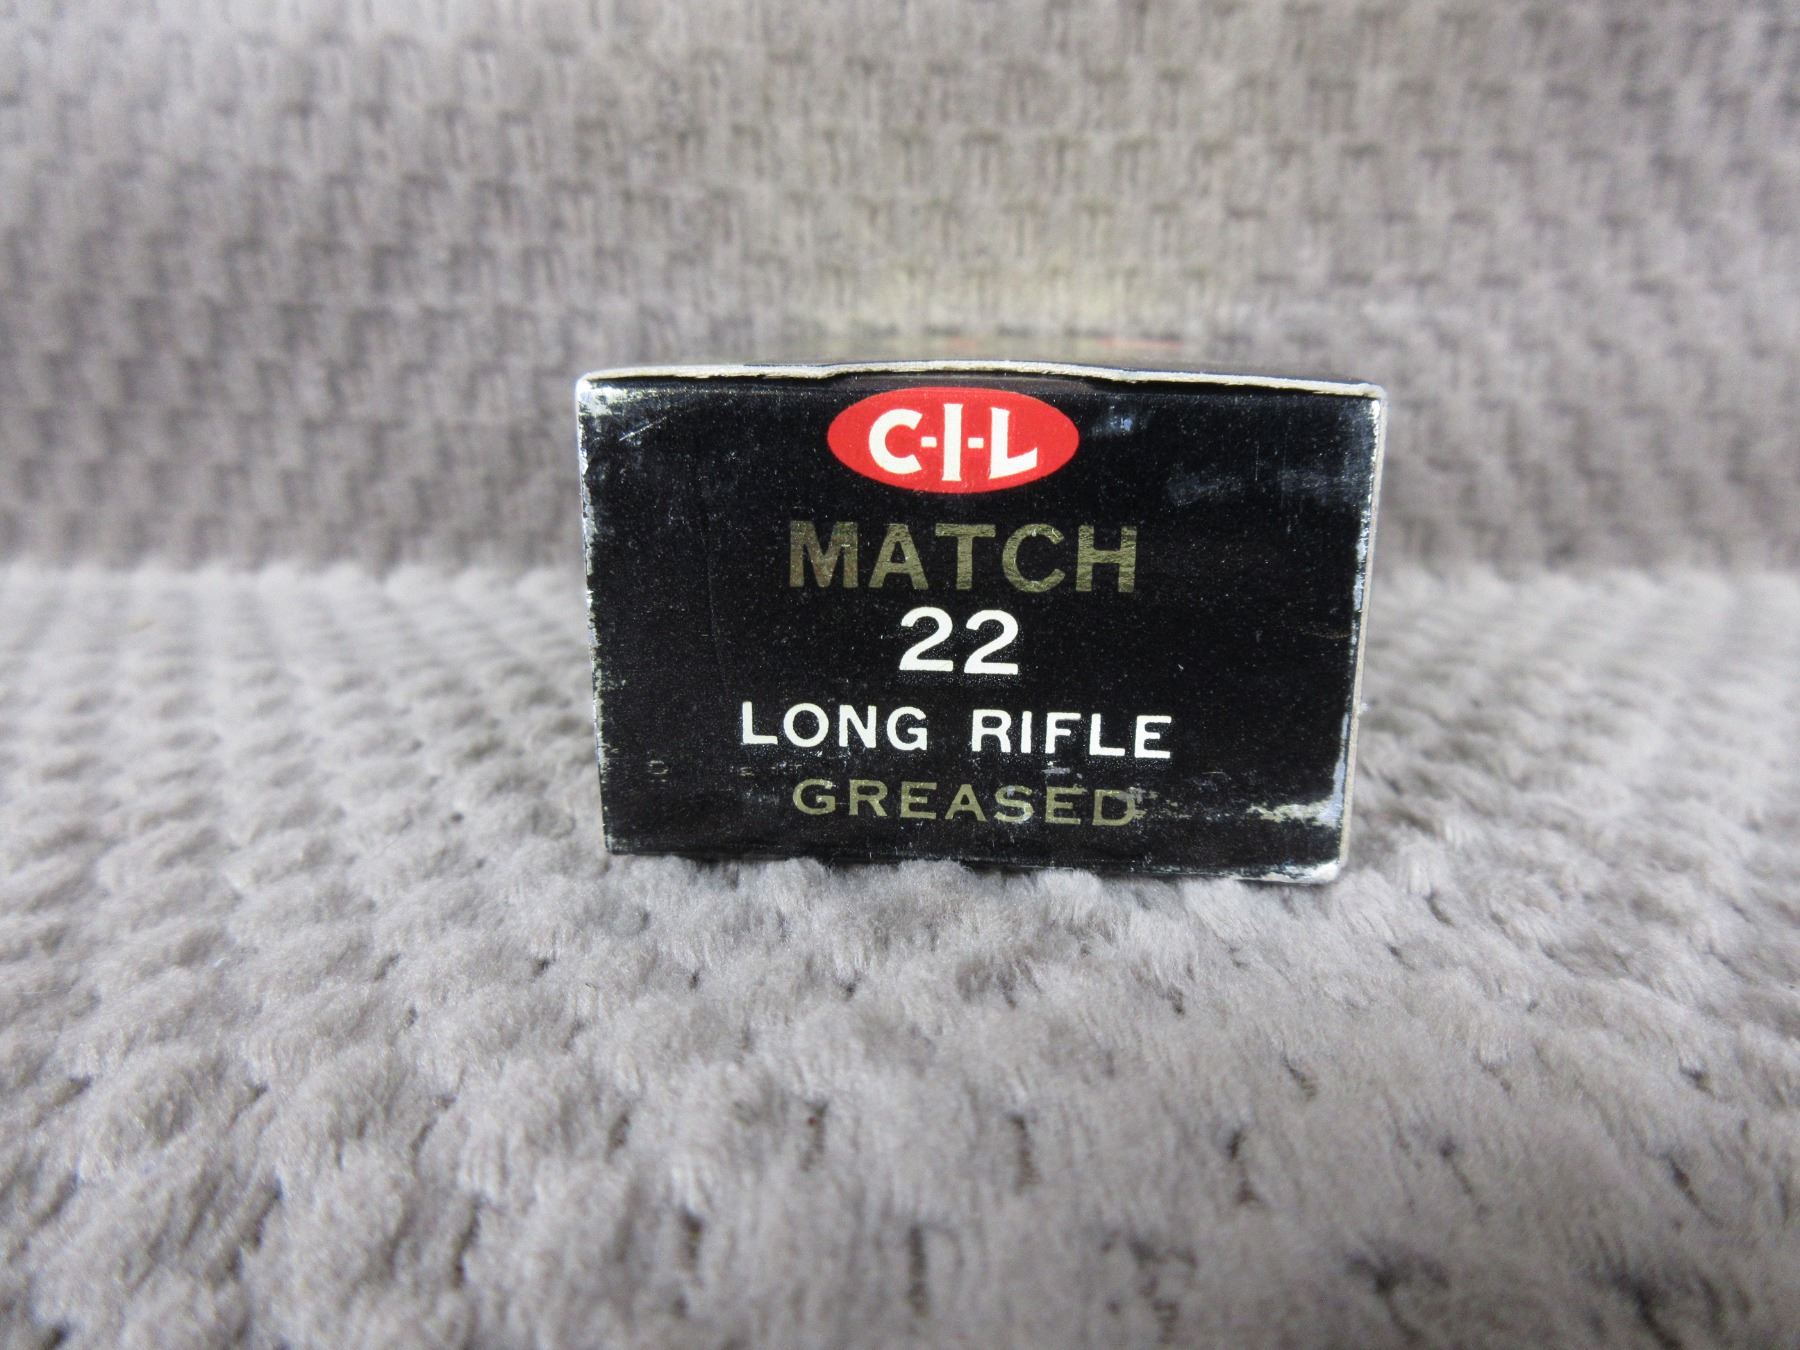 C-I-L
MATCH
22
LONG RIFLE
GREASED